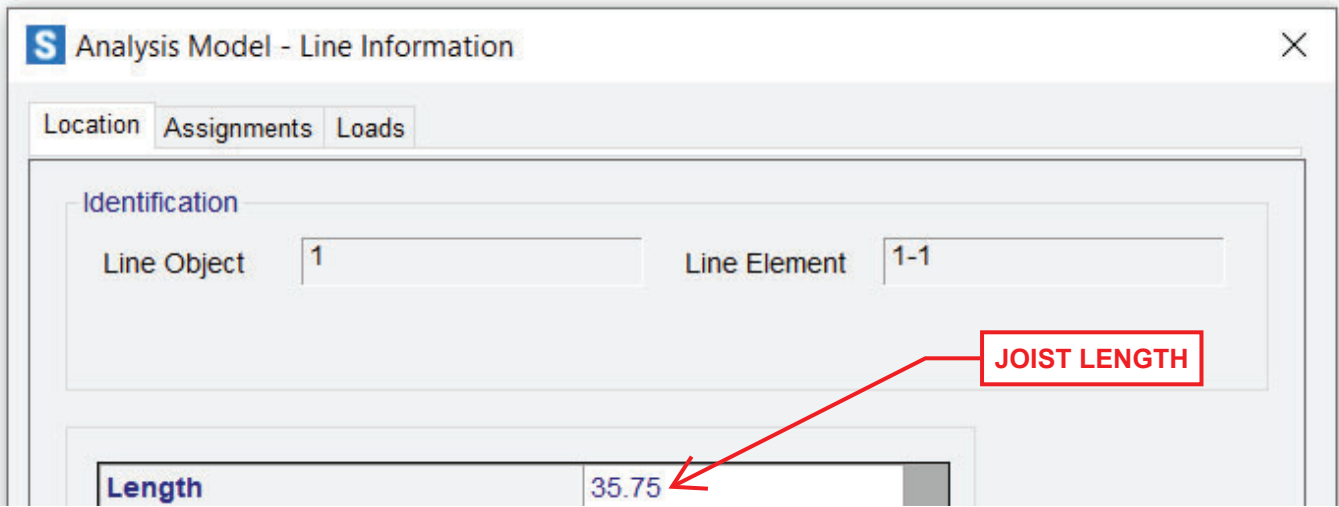 S Analysis Model - Line Information
Location Assignments Loads
Identification
Line Object 1 Line Element 1-1
JOIST LENGTH
Length 35.75